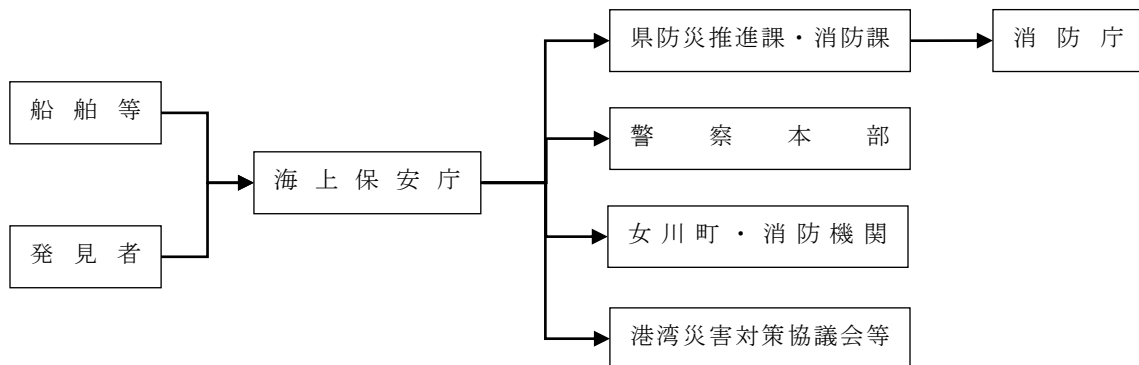 船舶等
発見者
海上保安庁
県防災推進課・消防課
消防庁
警察本部
女川町・消防機関
港湾災害対策協議会等